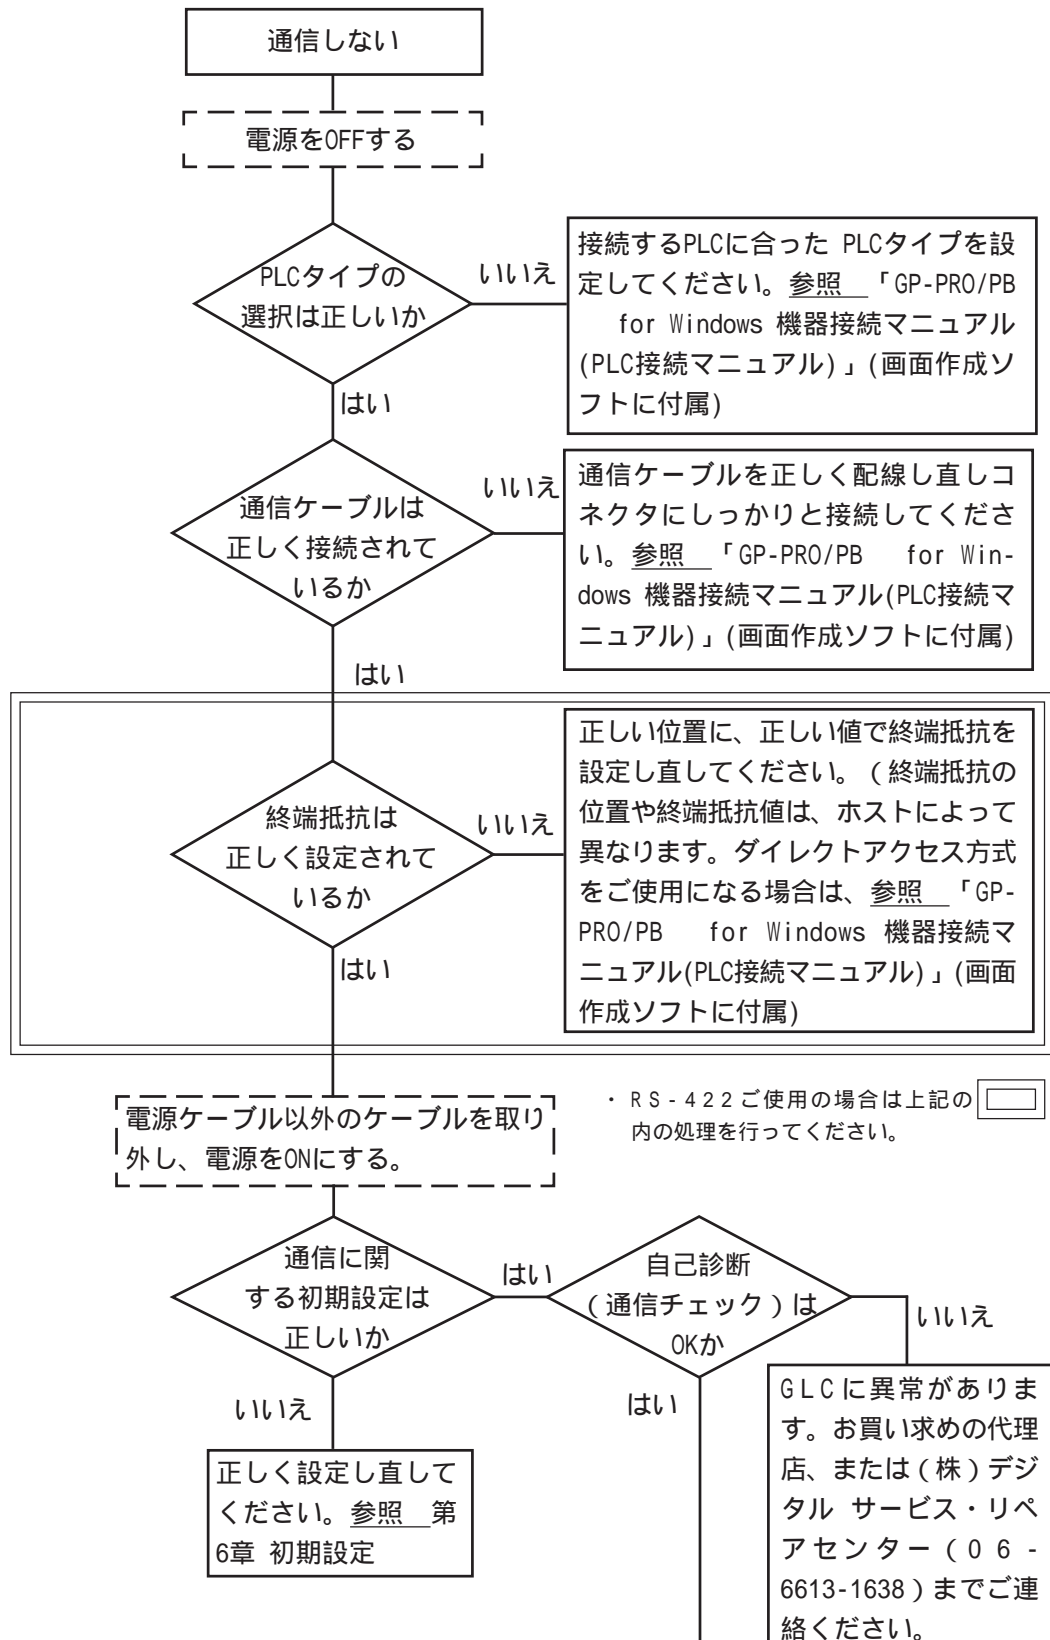 通信しない
電源をOFFする
PLCタイプの
選択は正しいか
いいえ
接続するPLCに合った PLCタイプを設
定してください。参照 「GP-PRO/PB
for Windows 機器接続マニュアル
(PLC接続マニュアル)」(画面作成ソ
フトに付属)
はい
通信ケーブルは
正しく接続されて
いるか
いいえ
通信ケーブルを正しく配線し直しコ
ネクタにしっかりと接続してくださ
い。参照 「GP-PRO/PB for Win-
dows 機器接続マニュアル(PLC接続マ
ニュアル)」(画面作成ソフトに付属)
はい
終端抵抗は
正しく設定されて
いるか
いいえ
正しい位置に、正しい値で終端抵抗を
設定し直してください。(終端抵抗の
位置や終端抵抗値は、ホストによって
異なります。ダイレクトアクセス方式
をご使用になる場合は、参照 「GP-
PRO/PB for Windows 機器接続マ
ニュアル(PLC接続マニュアル)」(画面
作成ソフトに付属)
はい
・RS-422ご使用の場合は上記の
内の処理を行ってください。
電源ケーブル以外のケーブルを取り
外し、電源をONにする。
通信に関
する初期設定は
正しいか
はい
自己診断
(通信チェック)は
OKか
いいえ
いいえ
はい
正しく設定し直して
ください。参照 第
6章 初期設定
GLCに異常がありま
す。お買い求めの代理
店、または(株)デジ
タル サービス・リペ
アセンター(06-
6613-1638)までご連
絡ください。